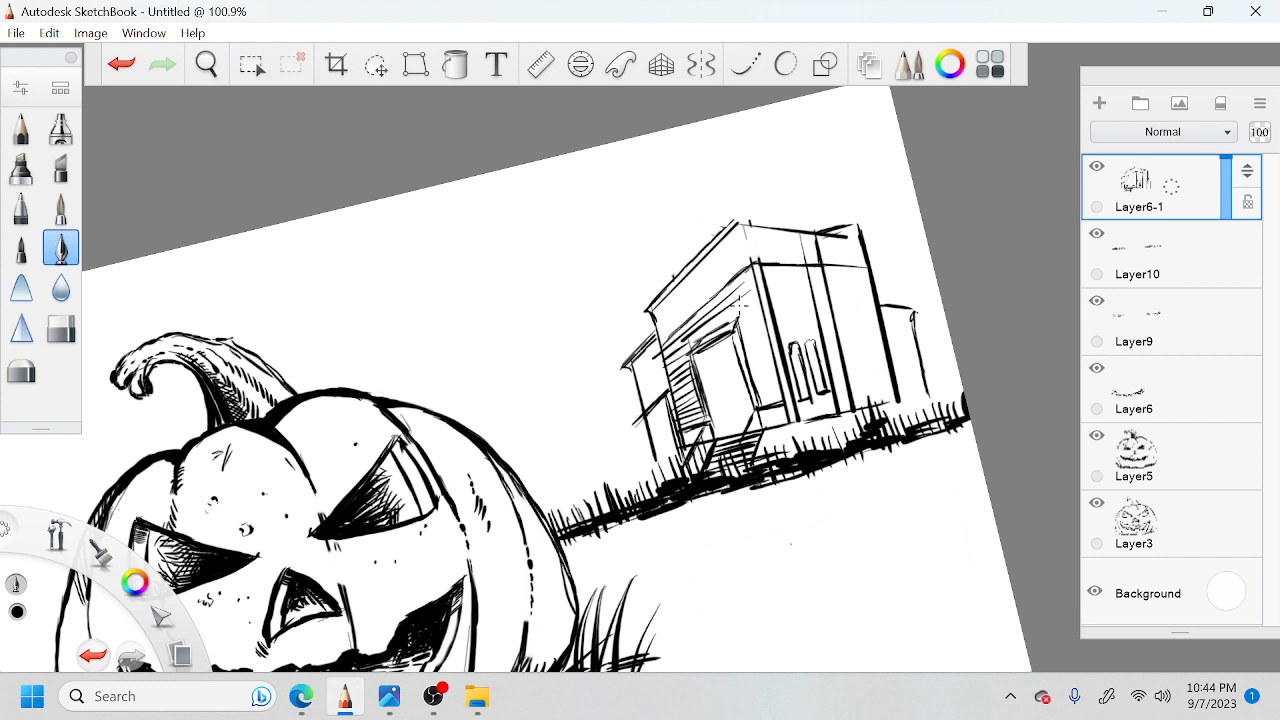 Autodesk SketchBook - Untitled @ 100.9%
File Edit Image Window Help
T
Normal
100
Layer6-1
Layer10
Layer9
Layer6
Layer5
Layer3
Background
Search
10:44 PM
9/7/2023
1